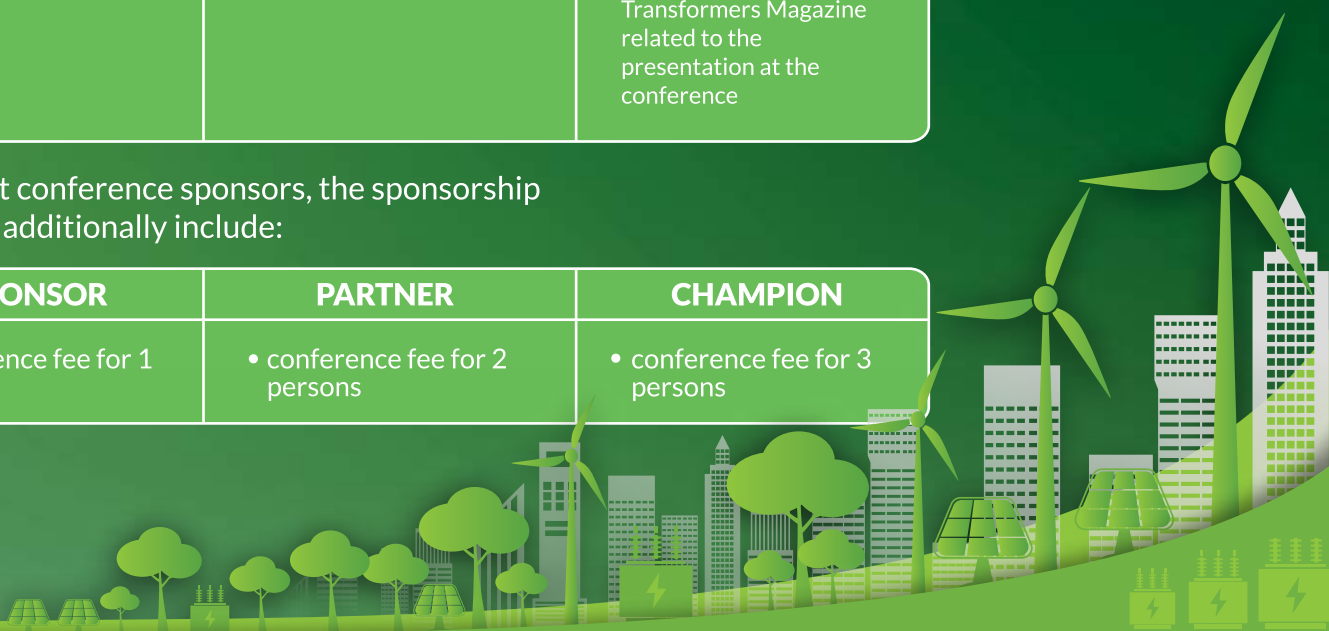 Transformers Magazine
related to the
presentation at the
conference
t conference sponsors, the sponsorship
additionally include:
ONSOR PARTNER CHAMPION
ence fee for 1 • conference fee for 2 • conference fee for 3
persons persons